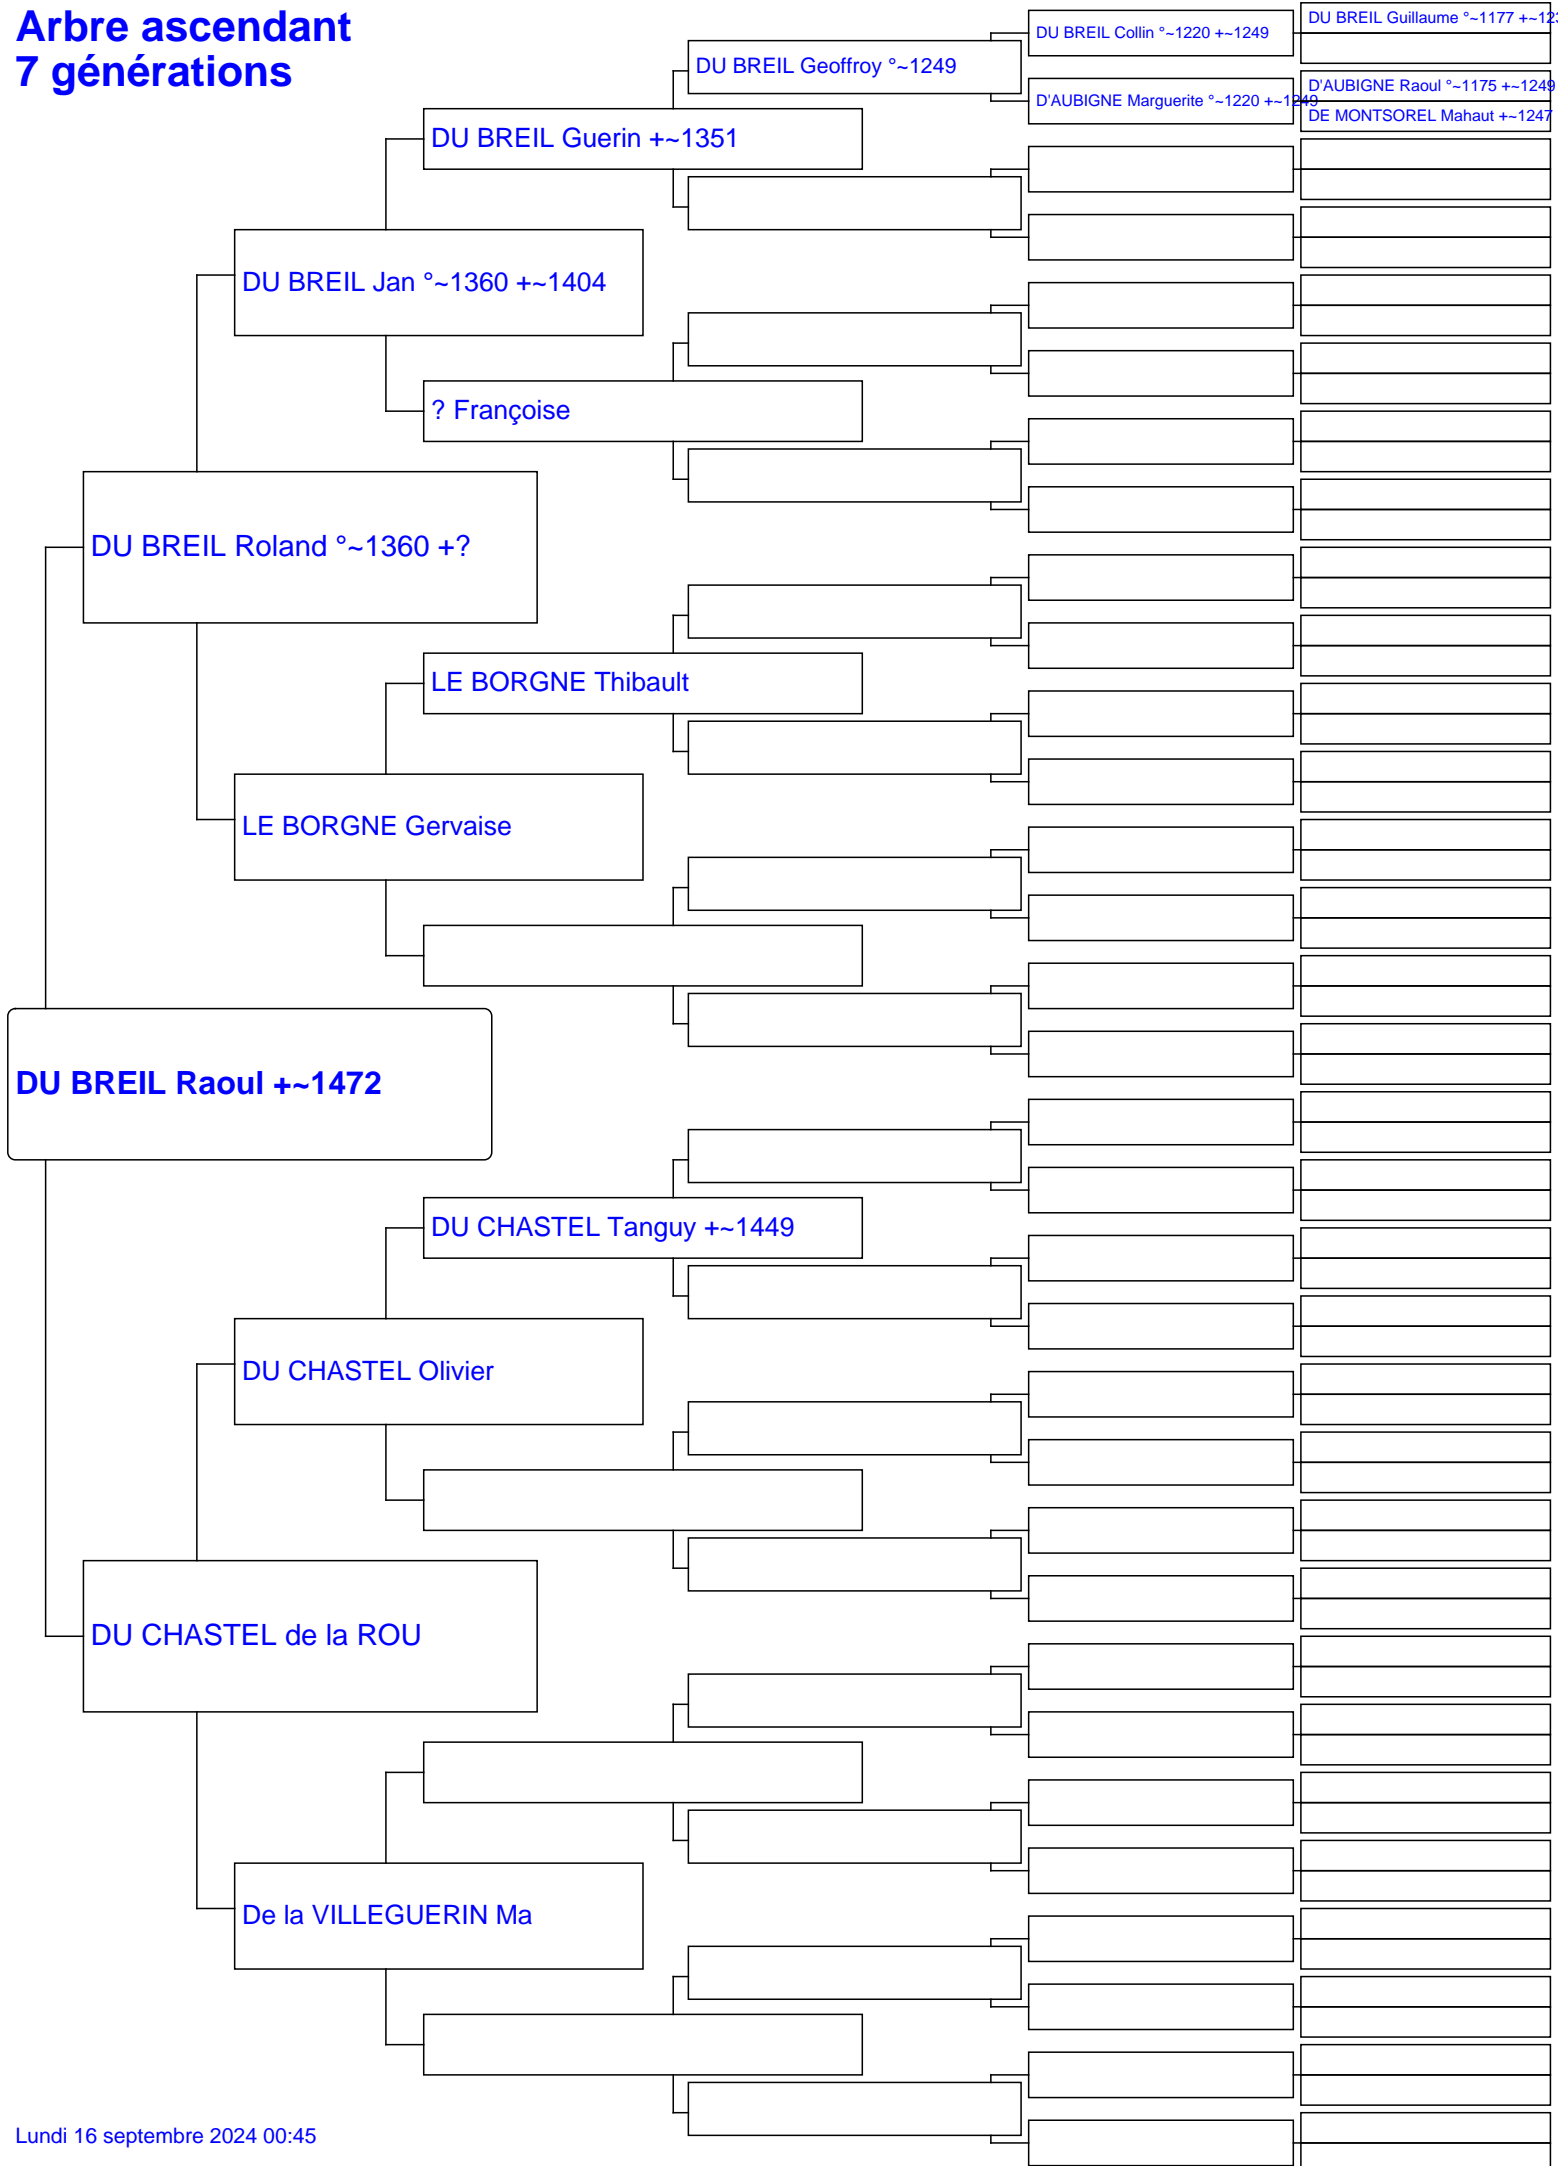 Arbre ascendant
7 générations
DU BREIL Guillaume °~1177 +~
DU BREIL Collin °~1220 +~1249
DU BREIL Geoffroy °~1249
D'AUBIGNE Raoul °~1175 +~1249
D'AUBIGNE Marguerite °~1220 +~1249
DE MONTSOREL Mahaut +~1247
DU BREIL Guerin +~1351
DU BREIL Jan °~1360 +~1404
? Françoise
DU BREIL Roland °~1360 +?
LE BORGNE Thibault
LE BORGNE Gervaise
DU BREIL Raoul +~1472
DU CHASTEL Tanguy +~1449
DU CHASTEL Olivier
DU CHASTEL de la ROU
De la VILLEGUERIN Ma
Lundi 16 septembre 2024 00:45